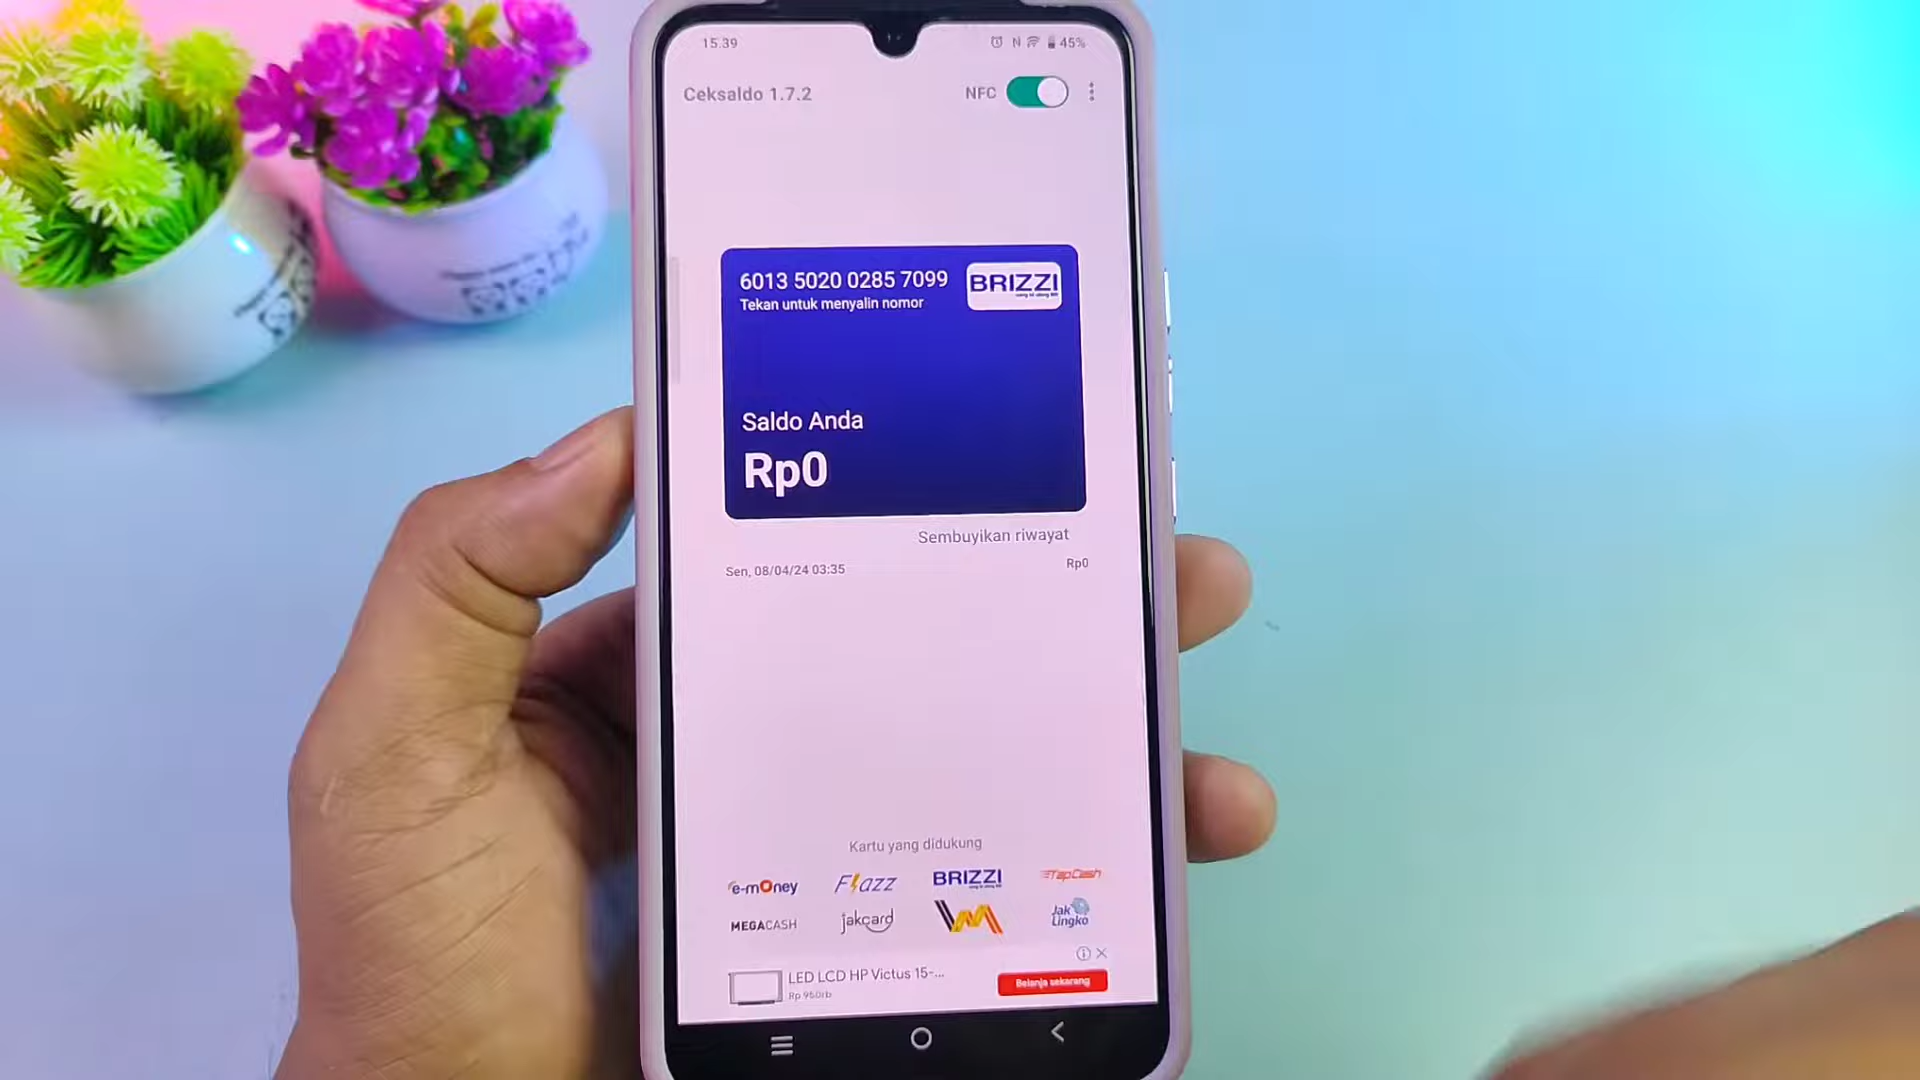 15.39
N 45%
Ceksaldo 1.7.2
NFC
6013 5020 0285 7099
BRIZZI
Tekan untuk menyalin nomor
Saldo Anda
Rp0
Sembuyikan riwayat
Sen, 08/04/24 03:35
Rp0
Kartu yang didukung
e-mOney
Flazz
BRIZZI
TapCash
MEGACASH
jakcard
Jak
Lingko
LED LCD HP Victus 15-...
Rp 950rb
Belanja sekarang